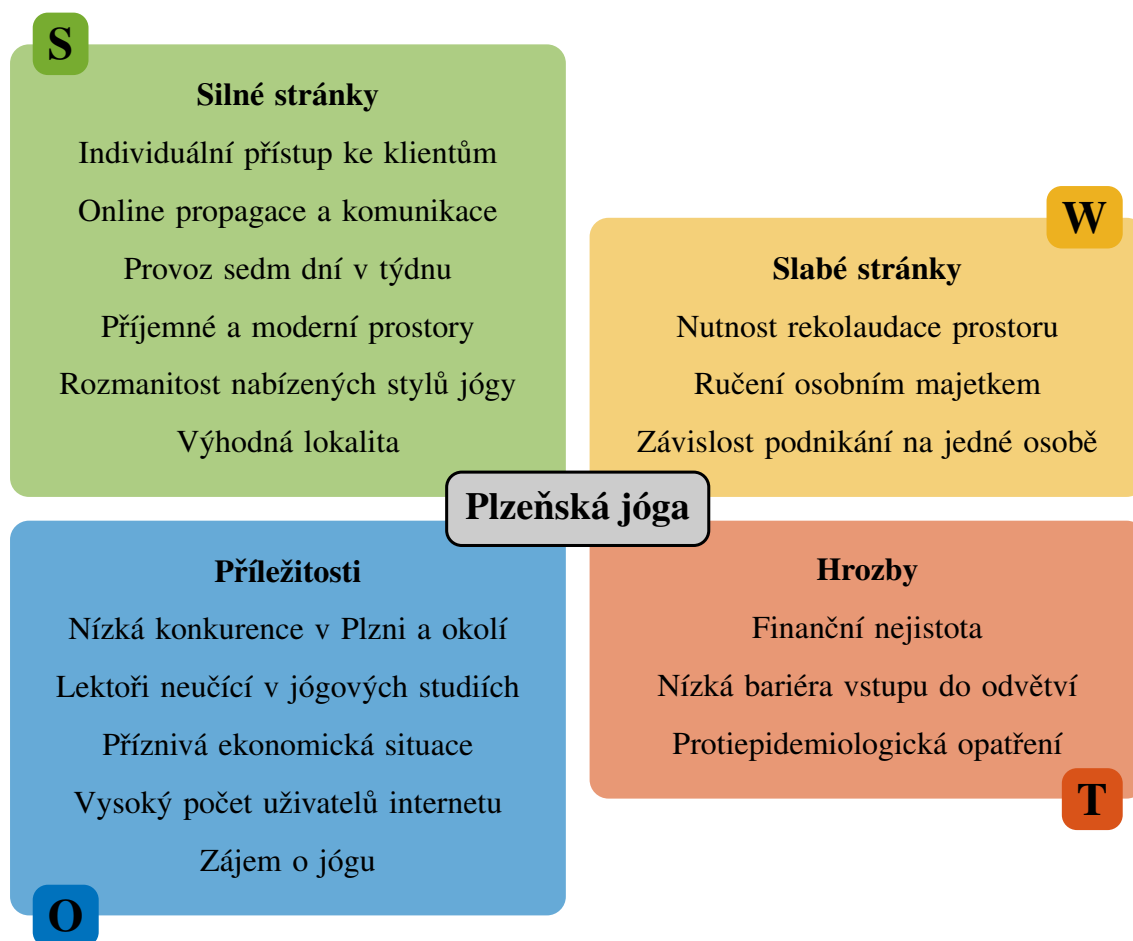 S
Silné stránky
Individuální přístup ke klientům
Online propagace a komunikace
Provoz sedm dní v týdnu
Příjemné a moderní prostory
Rozmanitost nabízených stylů jógy
Výhodná lokalita
W
Slabé stránky
Nutnost rekolaudace prostoru
Ručení osobním majetkem
Závislost podnikání na jedné osobě
Plzeňská jóga
Příležitosti
Nízká konkurence v Plzni a okolí
Lektoři neučící v jógových studiích
Příznivá ekonomická situace
Vysoký počet uživatelů internetu
Zájem o jógu
O
Hrozby
Finanční nejistota
Nízká bariéra vstupu do odvětví
Protiepidemiologická opatření
T